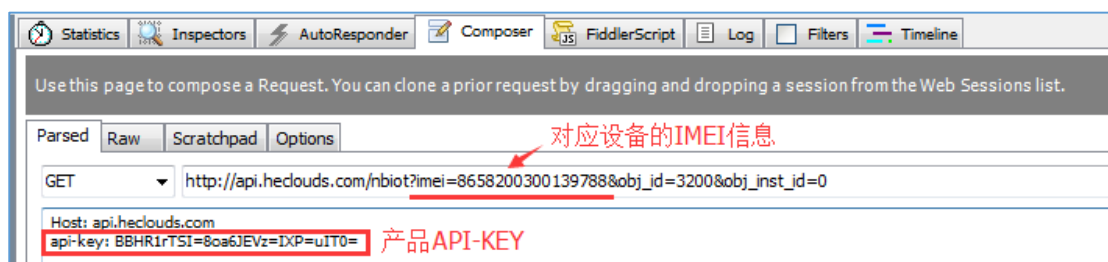 Statistics Inspectors AutoResponder Composer FiddlerScript Log Filters Timeline
Use this page to compose a Request. You can clone a prior request by dragging and dropping a session from the Web Sessions list.
Parsed Raw Scratchpad Options
对应设备的IMEI信息
GET http://api.heclouds.com/nbiot?imei=8658200300139788&obj_id=3200&obj_inst_id=0
Host: api.heclouds.com
api-key: BBHR1rTSI=8oa6JEVz=IXP=uIT0= 产品API-KEY